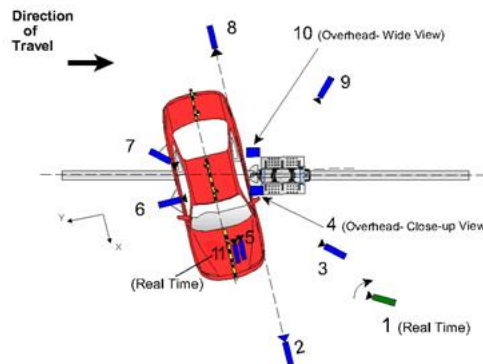 Direction
of
Travel
8
10 (Overhead- Wide View)
9
7
6
Y
X
4 (Overhead- Close-up View)
5
11
(Real Time)
3
1 (Real Time)
2